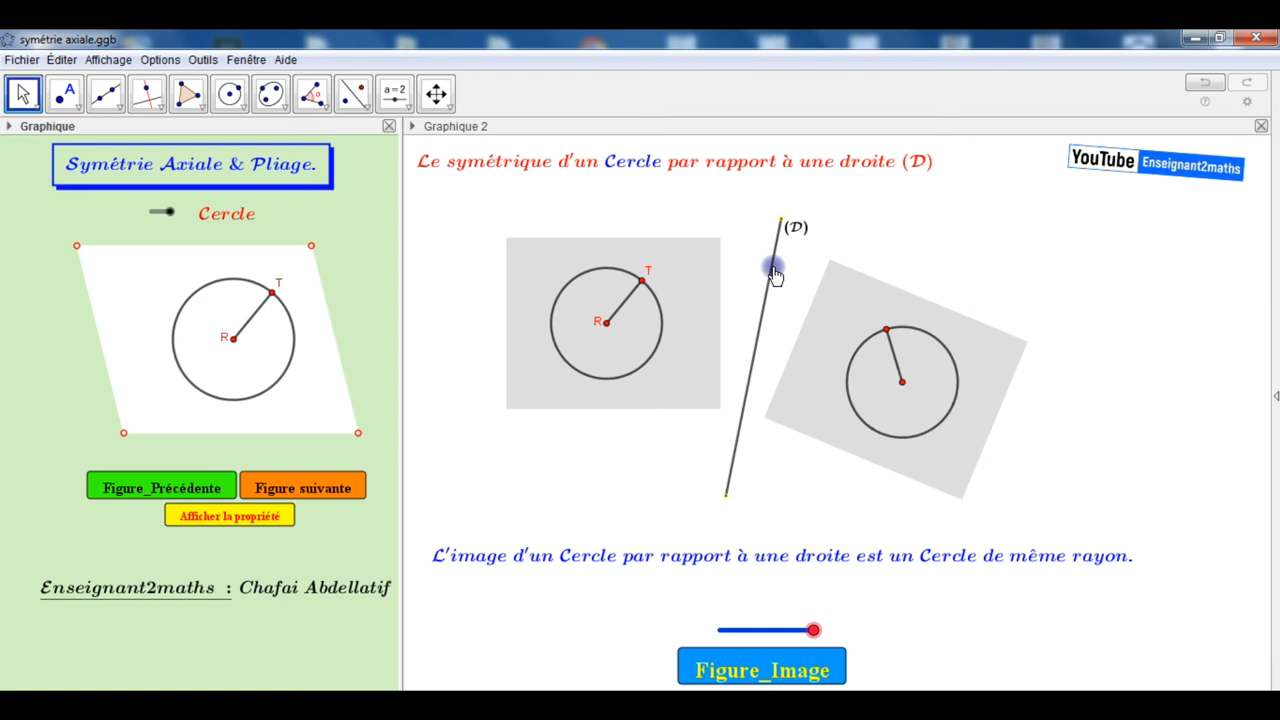 symétrie axiale.ggb
Fichier Éditer Affichage Options Outils Fenêtre Aide
A
α
a=2
Graphique
Graphique 2
Symétrie Axiale & Pliage.
Cercle
T
R
Figure_Précédente
Figure suivante
Afficher la propriété
Enseignant2maths : Chafai Abdellatif
Le symétrique d'un Cercle par rapport à une droite (D)
YouTube Enseignant2maths
(D)
T
R
L'image d'un Cercle par rapport à une droite est un Cercle de même rayon.
Figure_Image